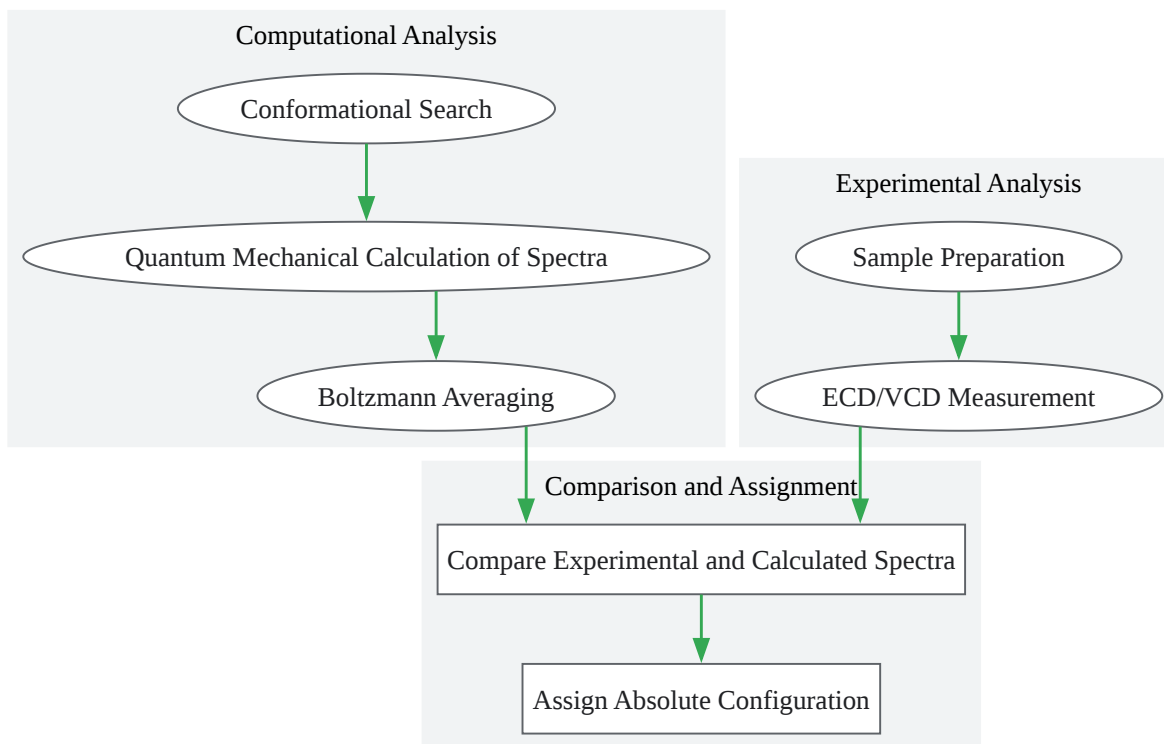 Computational Analysis
Conformational Search
Quantum Mechanical Calculation of Spectra
Boltzmann Averaging
Experimental Analysis
Sample Preparation
ECD/VCD Measurement
Comparison and Assignment
Compare Experimental and Calculated Spectra
Assign Absolute Configuration